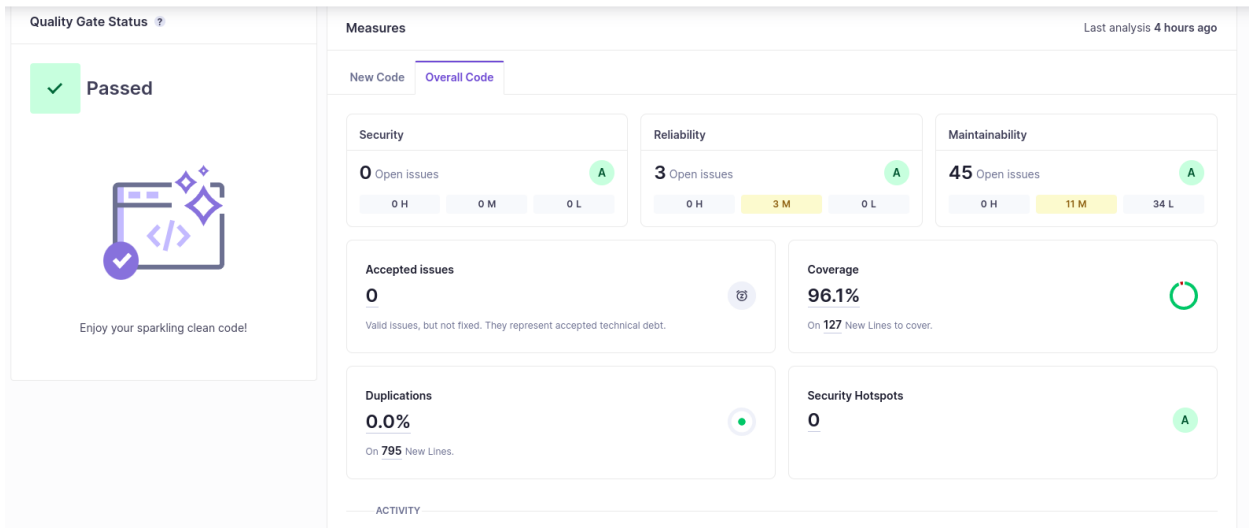 Quality Gate Status ?
Passed
Enjoy your sparkling clean code!
Measures
Last analysis 4 hours ago
New Code
Overall Code
Security
0 Open issues
A
0 H
0 M
0 L
Reliability
3 Open issues
A
0 H
3 M
0 L
Maintainability
45 Open issues
A
0 H
11 M
34 L
Accepted issues
0
Valid issues, but not fixed. They represent accepted technical debt.
Coverage
96.1%
On 127 New Lines to cover.
Duplications
0.0%
On 795 New Lines.
Security Hotspots
0
A
ACTIVITY